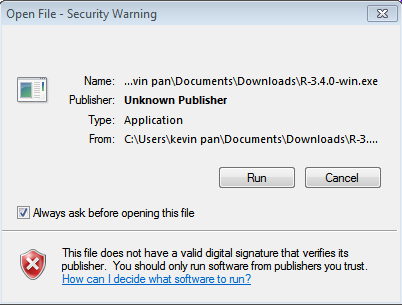 Open File - Security Warning
Name: ...vin pan\Documents\Downloads\R-3.4.0-win.exe
Publisher: Unknown Publisher
Type: Application
From: C:\Users\kevin pan\Documents\Downloads\R-3....
Run Cancel
Always ask before opening this file
This file does not have a valid digital signature that verifies its
publisher. You should only run software from publishers you trust.
How can I decide what software to run?